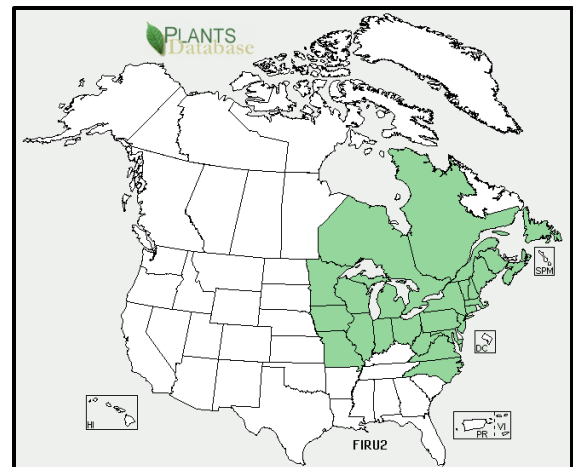 PLANTS
Database
SPM
DC
HI
PR
VI
FIRU2